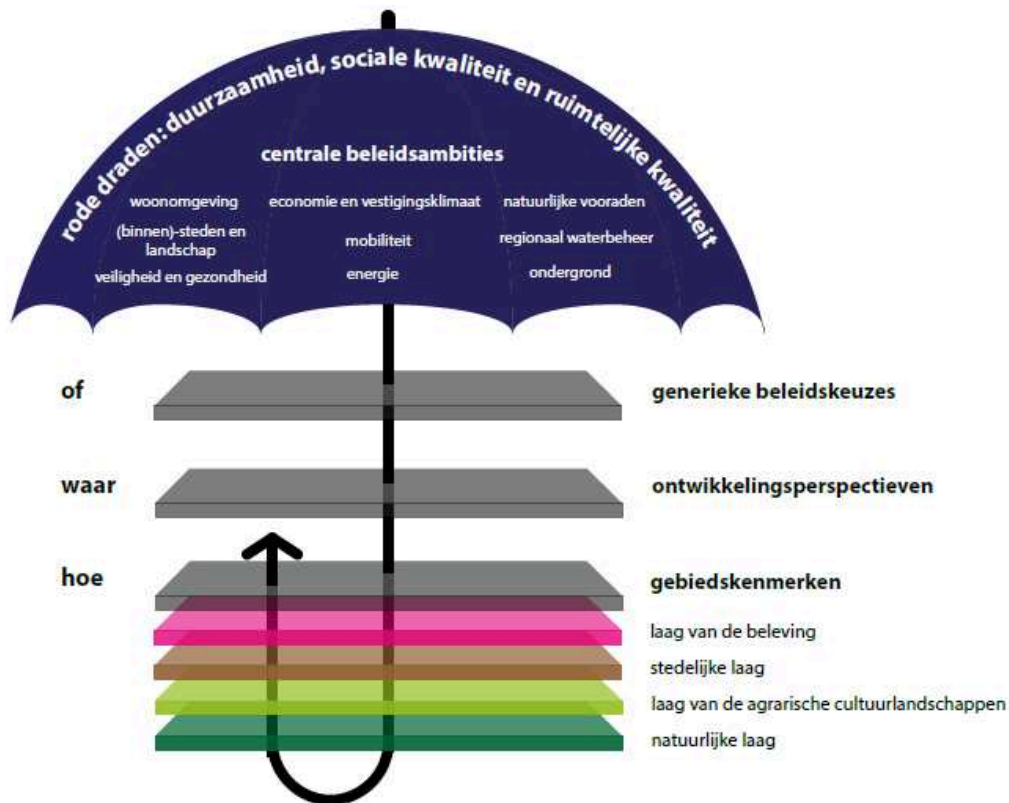 rode draden: duurzaamheid, sociale kwaliteit en ruimtelijke kwaliteit
centrale beleidsambities
woonomgeving
(binnen)-steden en
landschap
veiligheid en gezondheid
economie en vestigingsklimaat
mobiliteit
energie
natuurlijke vooraden
regionaal waterbeheer
ondergrond
of
generieke beleidskeuzes
waar
ontwikkelingsperspectieven
hoe
gebiedskenmerken
laag van de beleving
stedelijke laag
laag van de agrarische cultuurlandschappen
natuurlijke laag